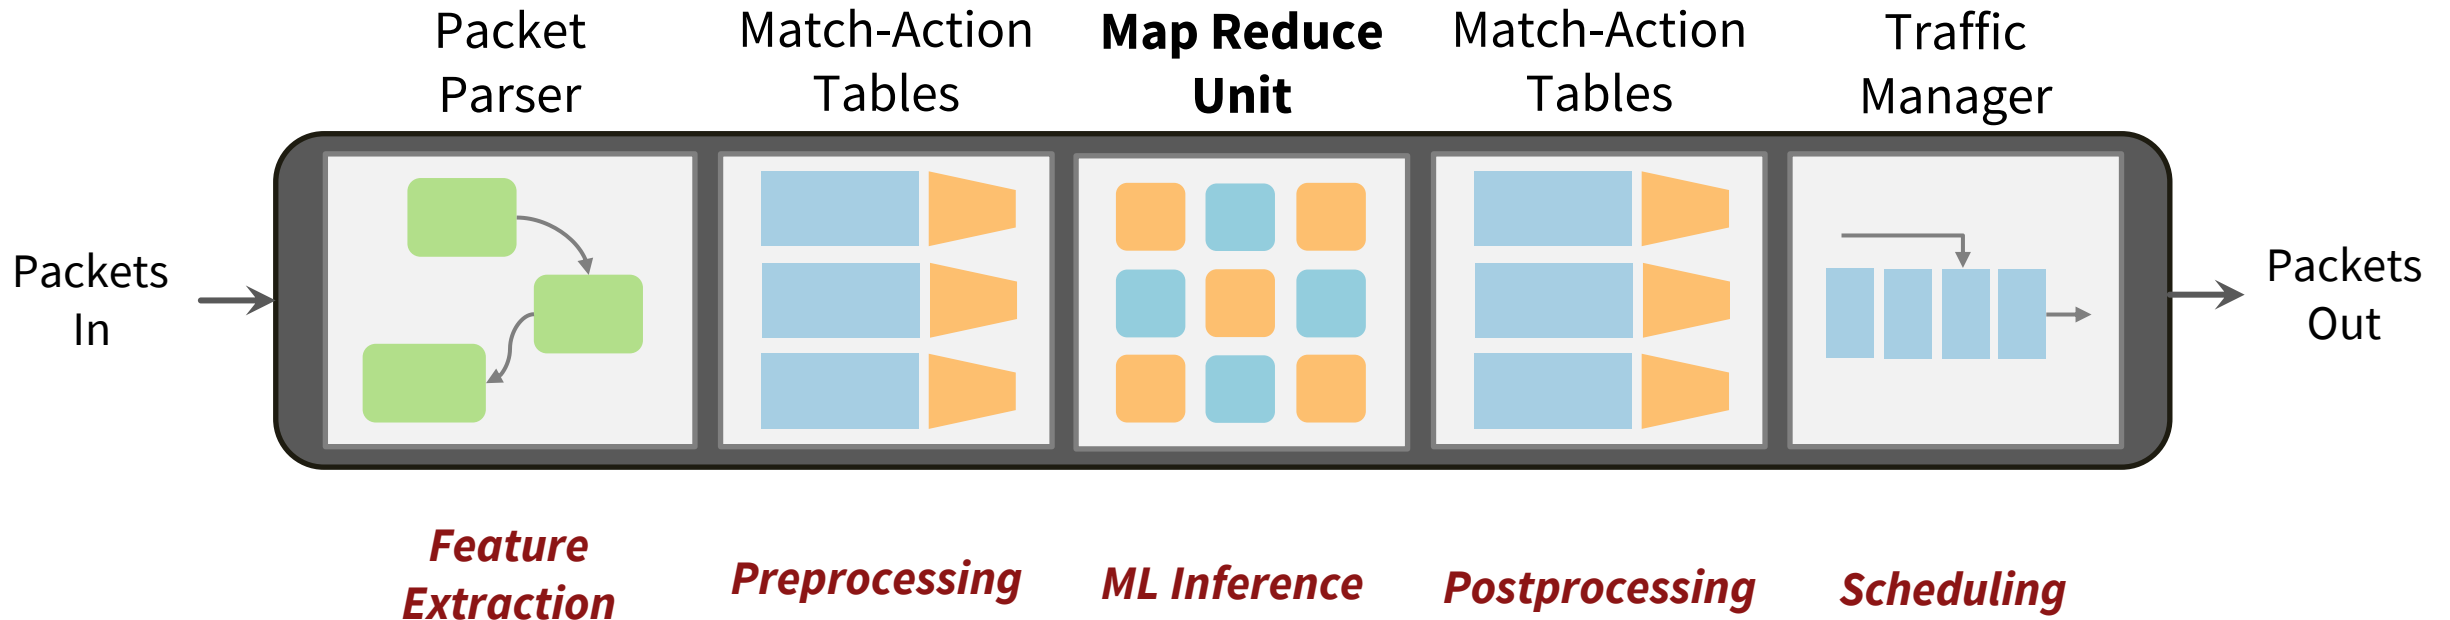 Packet
Parser
Match-Action
Tables
Map Reduce
Unit
Match-Action
Tables
Traffic
Manager
Packets
In
Packets
Out
Feature
Extraction
Preprocessing
ML Inference
Postprocessing
Scheduling